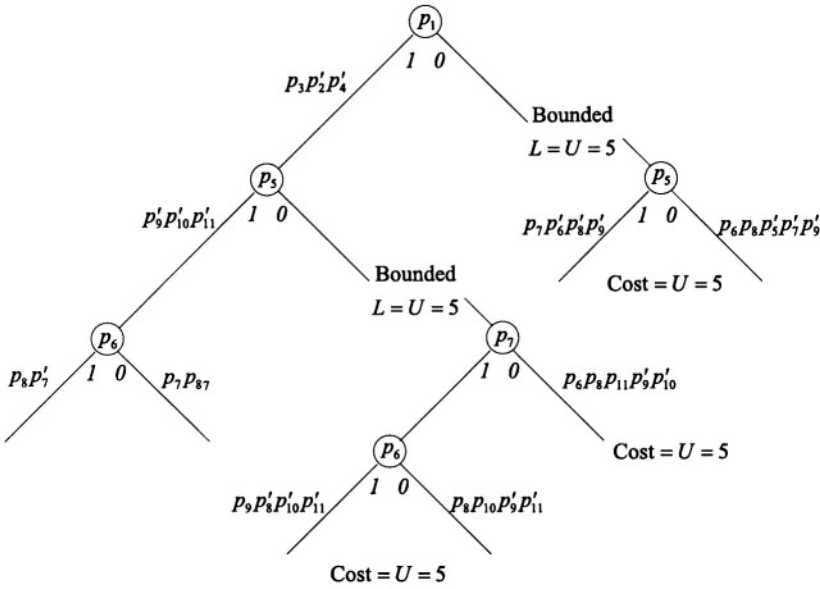 p₁
1 0
p₃p′₂p′₄
Bounded
L = U = 5
p₅
1 0
p′₉p′₁₀p′₁₁
p₅
1 0
p₇p′₆p′₈p′₉
p₆p₈p′₅p′₇p′₉
Cost = U = 5
Bounded
L = U = 5
p₆
1 0
p₈p′₇
p₇p₈₇
p₇
1 0
p₆p₈p₁₁p′₉p′₁₀
Cost = U = 5
p₆
1 0
p₉p′₈p′₁₀p′₁₁
p₈p₁₀p′₉p′₁₁
Cost = U = 5